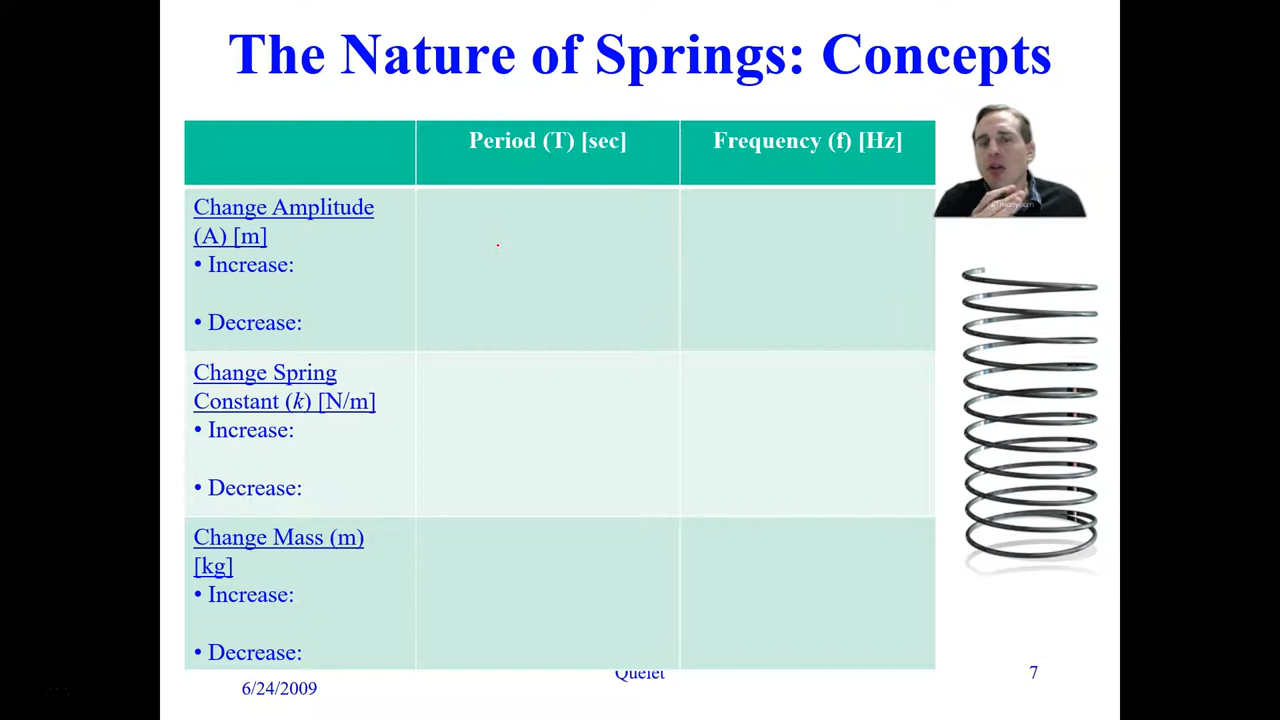 The Nature of Springs: Concepts
Period (T) [sec]
Frequency (f) [Hz]
Change Amplitude
(A) [m]
• Increase:
• Decrease:
Change Spring
Constant (k) [N/m]
• Increase:
• Decrease:
Change Mass (m)
[kg]
• Increase:
• Decrease:
6/24/2009
Quelet
7